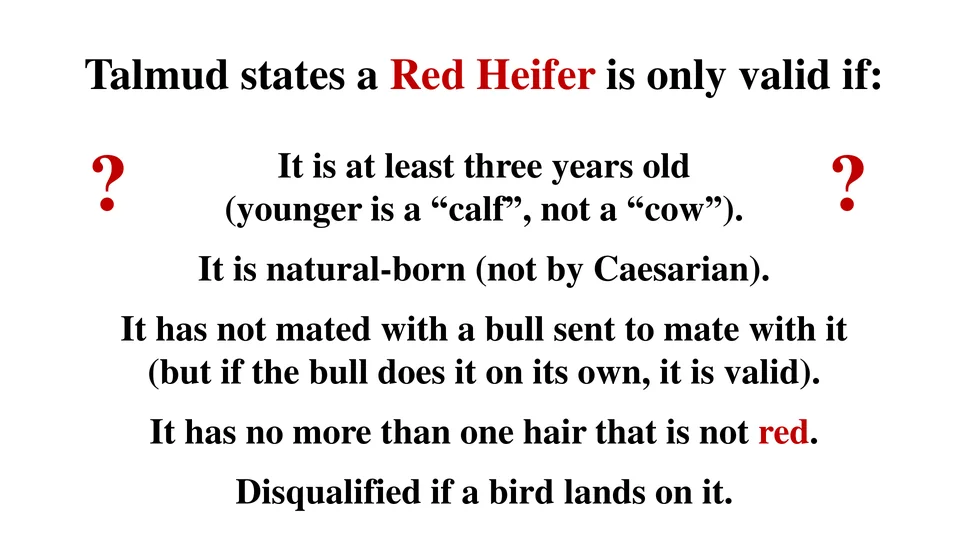 Talmud states a Red Heifer is only valid if:
? ?
It is at least three years old
(younger is a “calf”, not a “cow”).
It is natural-born (not by Caesarian).
It has not mated with a bull sent to mate with it
(but if the bull does it on its own, it is valid).
It has no more than one hair that is not red.
Disqualified if a bird lands on it.